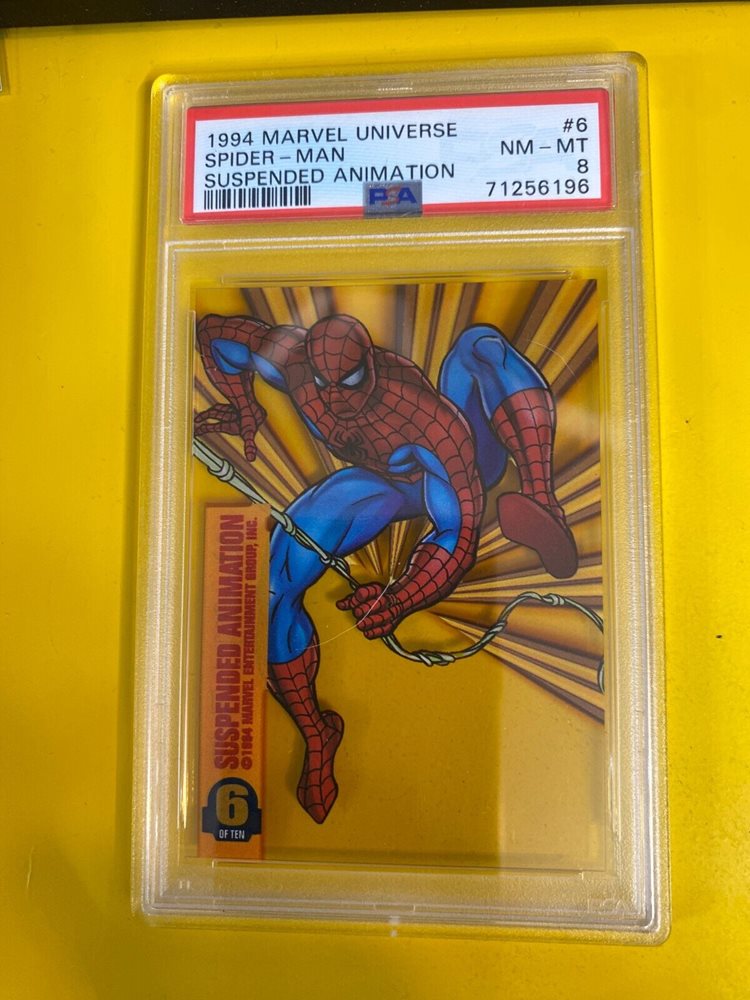 1994 MARVEL UNIVERSE #6
SPIDER-MAN NM-MT
SUSPENDED ANIMATION 8
PSA 71256196
SUSPENDED ANIMATION
©1994 MARVEL ENTERTAINMENT GROUP, INC.
6
OF TEN